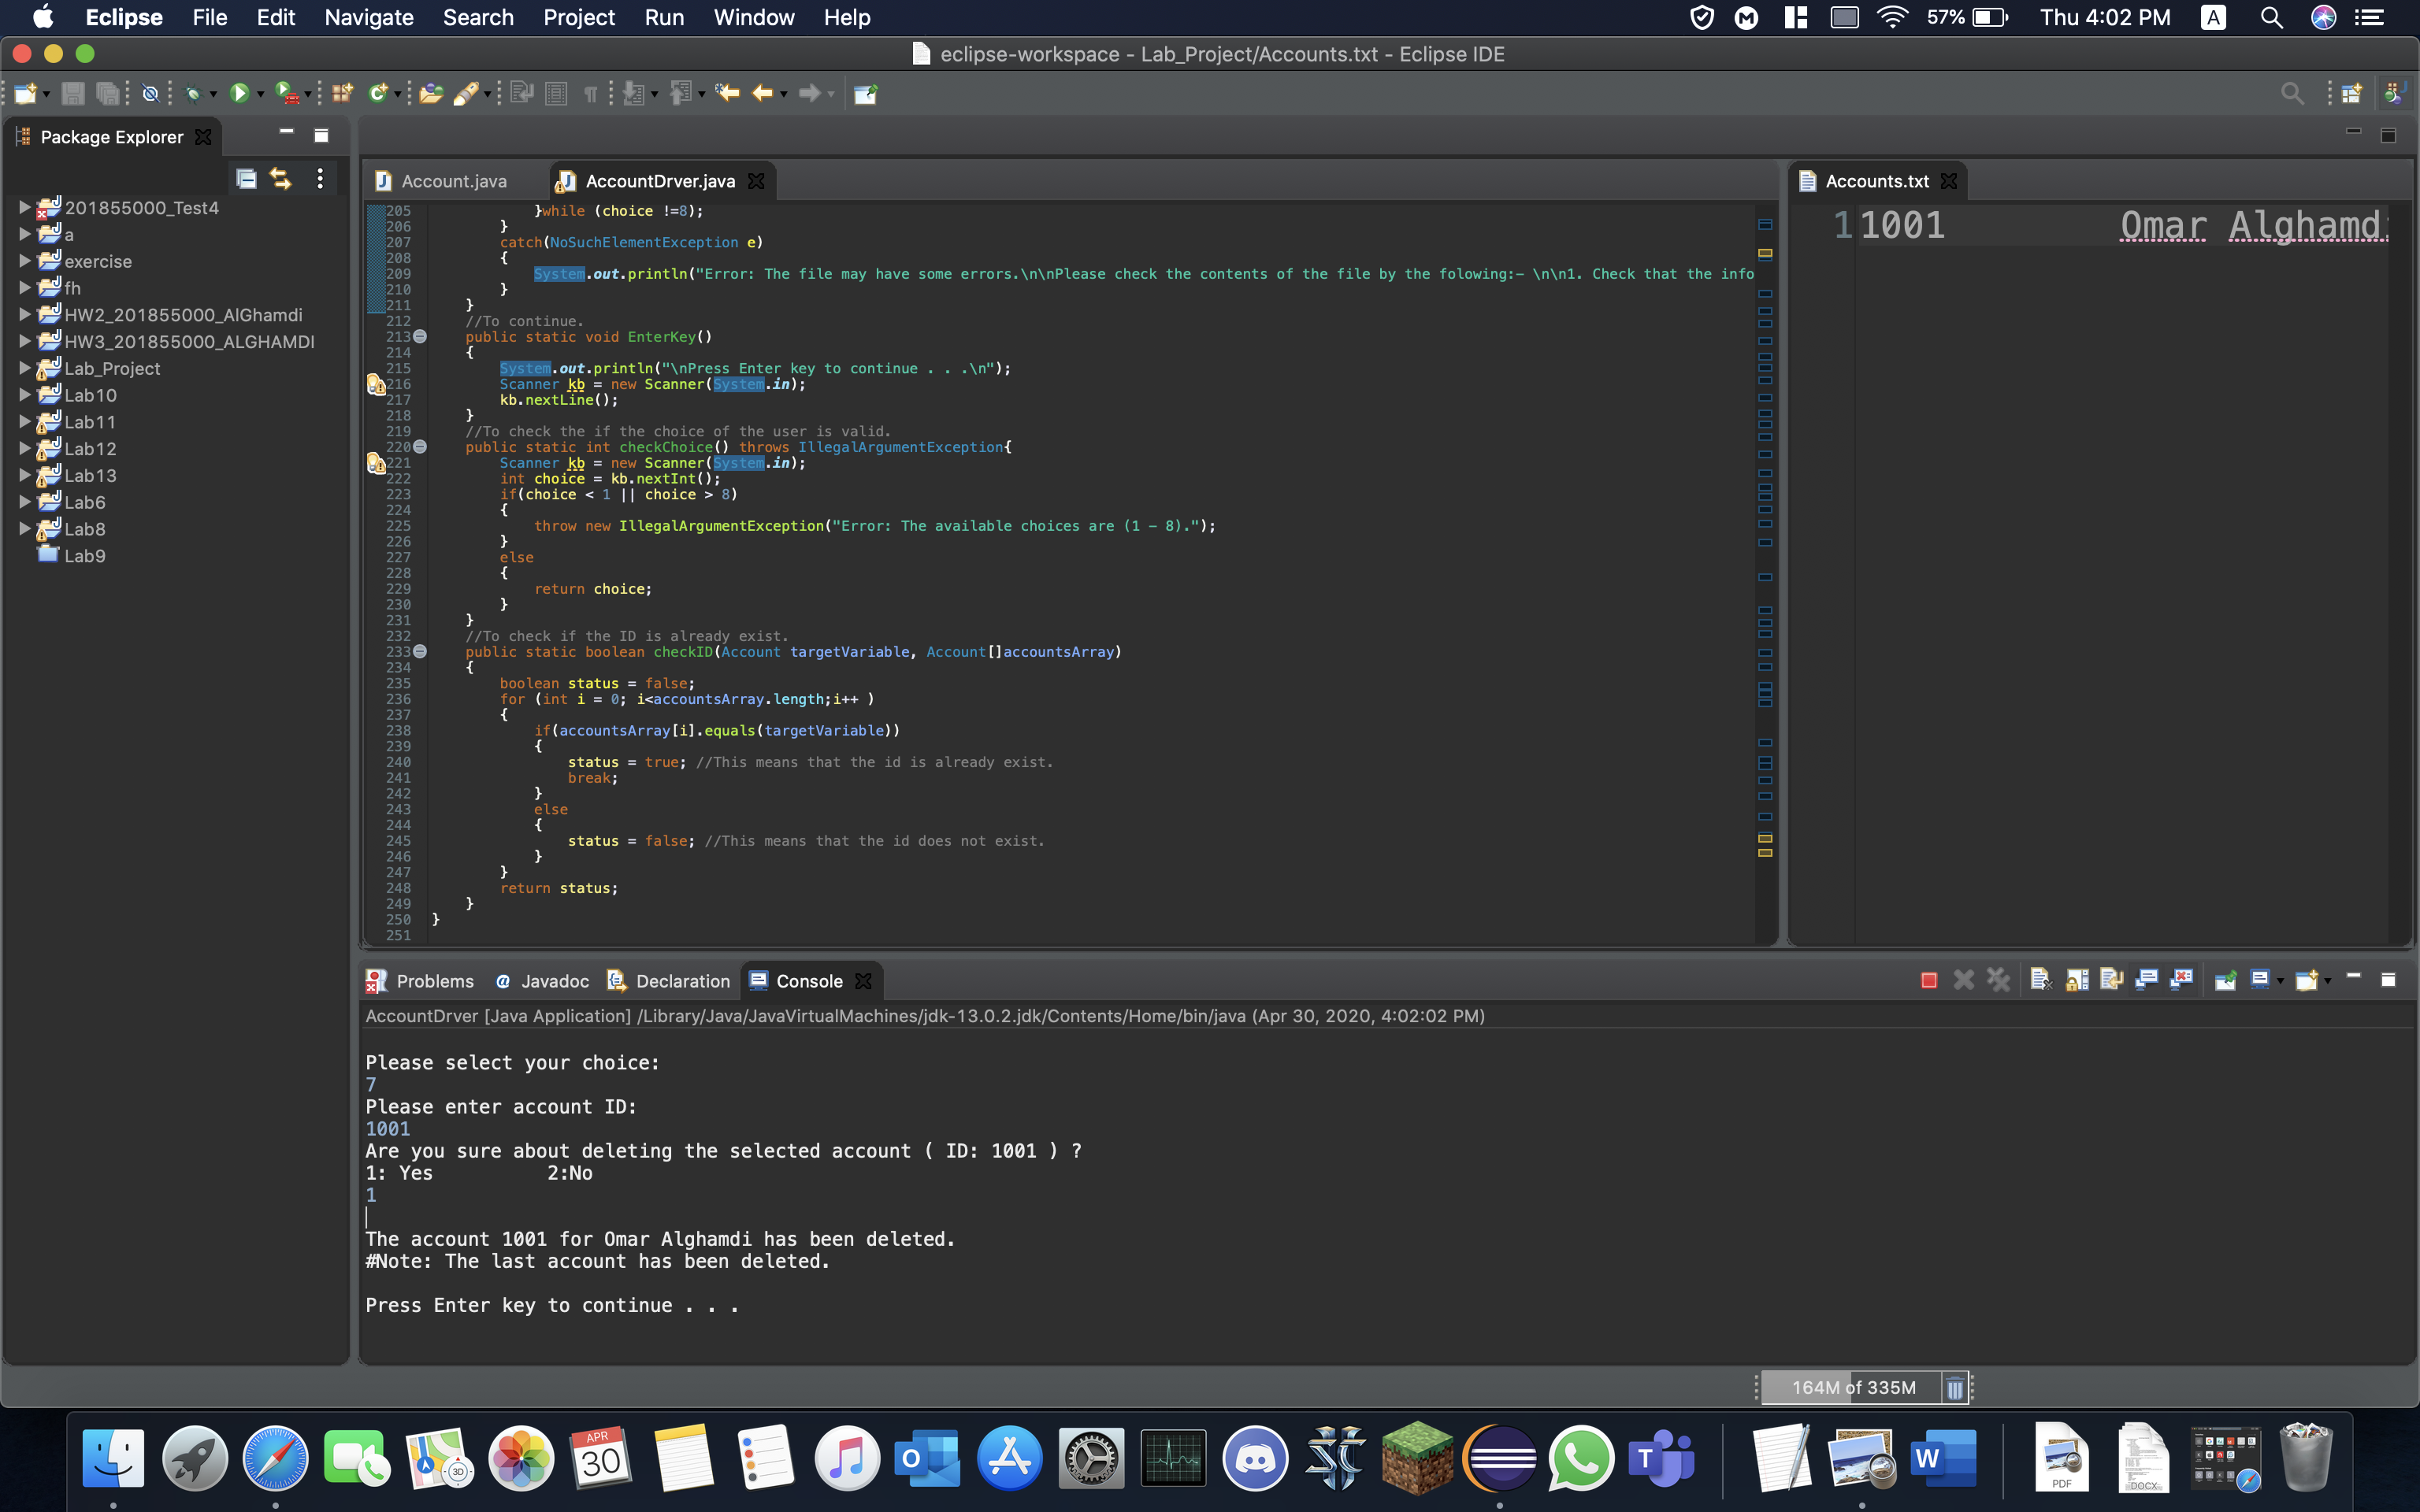 Eclipse File Edit Navigate Search Project Run Window Help 57% Thu 4:02 PM A
eclipse-workspace - Lab_Project/Accounts.txt - Eclipse IDE
Package Explorer
201855000_Test4
a
exercise
fh
HW2_201855000_AlGhamdi
HW3_201855000_ALGHAMDI
Lab_Project
Lab10
Lab11
Lab12
Lab13
Lab6
Lab8
Lab9
Account.java AccountDrver.java
205 }while (choice !=8);
206 }
207 catch(NoSuchElementException e)
208 {
209 System.out.println("Error: The file may have some errors.\n\nPlease check the contents of the file by the folowing:- \n\n1. Check that the info
210 }
211 }
212 //To continue.
213 public static void EnterKey()
214 {
215 System.out.println("\nPress Enter key to continue . . .\n");
216 Scanner kb = new Scanner(System.in);
217 kb.nextLine();
218 }
219 //To check the if the choice of the user is valid.
220 public static int checkChoice() throws IllegalArgumentException{
221 Scanner kb = new Scanner(System.in);
222 int choice = kb.nextInt();
223 if(choice < 1 || choice > 8)
224 {
225 throw new IllegalArgumentException("Error: The available choices are (1 - 8).");
226 }
227 else
228 {
229 return choice;
230 }
231 }
232 //To check if the ID is already exist.
233 public static boolean checkID(Account targetVariable, Account[]accountsArray)
234 {
235 boolean status = false;
236 for (int i = 0; i<accountsArray.length;i++ )
237 {
238 if(accountsArray[i].equals(targetVariable))
239 {
240 status = true; //This means that the id is already exist.
241 break;
242 }
243 else
244 {
245 status = false; //This means that the id does not exist.
246 }
247 }
248 return status;
249 }
250 }
251
Accounts.txt
1 1001 Omar Alghamdi
Problems Javadoc Declaration Console
AccountDrver [Java Application] /Library/Java/JavaVirtualMachines/jdk-13.0.2.jdk/Contents/Home/bin/java (Apr 30, 2020, 4:02:02 PM)
Please select your choice:
7
Please enter account ID:
1001
Are you sure about deleting the selected account ( ID: 1001 ) ?
1: Yes 2:No
1
The account 1001 for Omar Alghamdi has been deleted.
#Note: The last account has been deleted.
Press Enter key to continue . . .
164M of 335M
3D
APR
30
O
T
W
PDF
DOCX